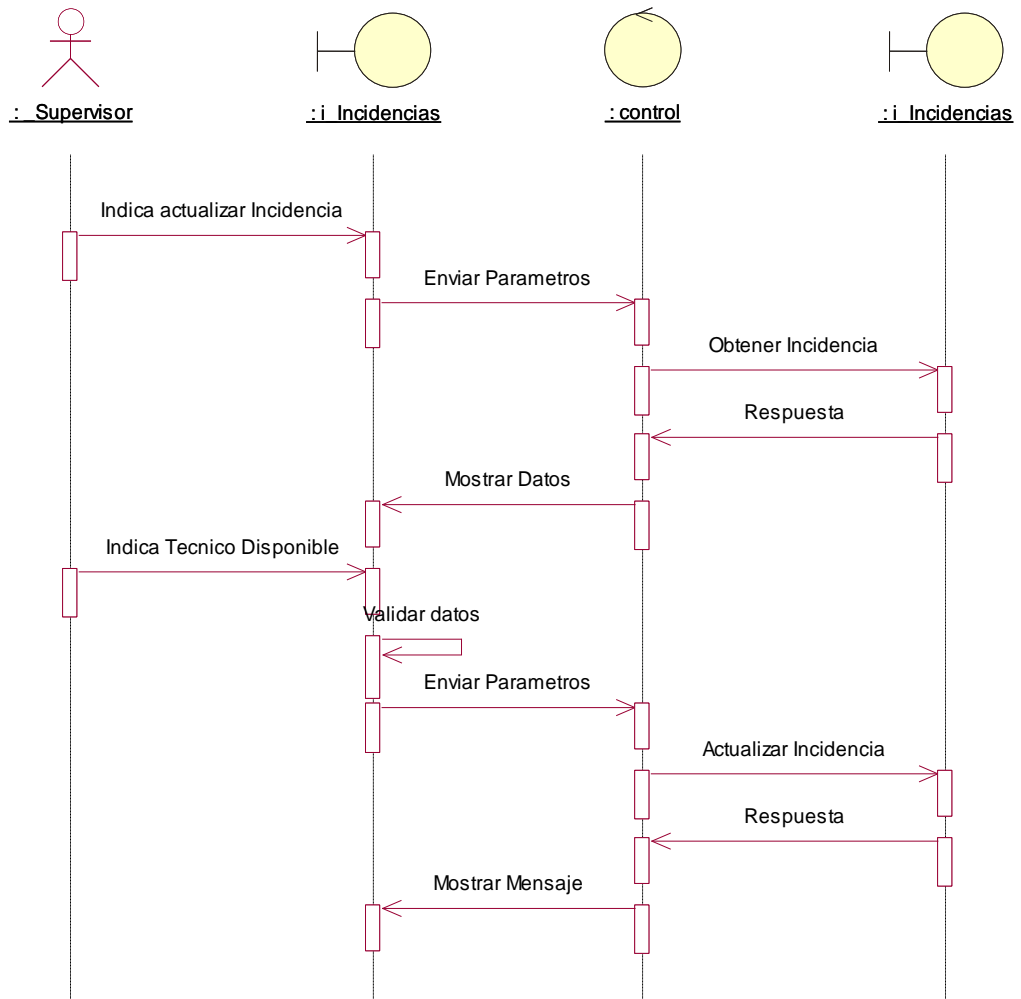 : _Supervisor
: i_Incidencias
: control
: i_Incidencias
Indica actualizar Incidencia
Enviar Parametros
Obtener Incidencia
Respuesta
Mostrar Datos
Indica Tecnico Disponible
Validar datos
Enviar Parametros
Actualizar Incidencia
Respuesta
Mostrar Mensaje